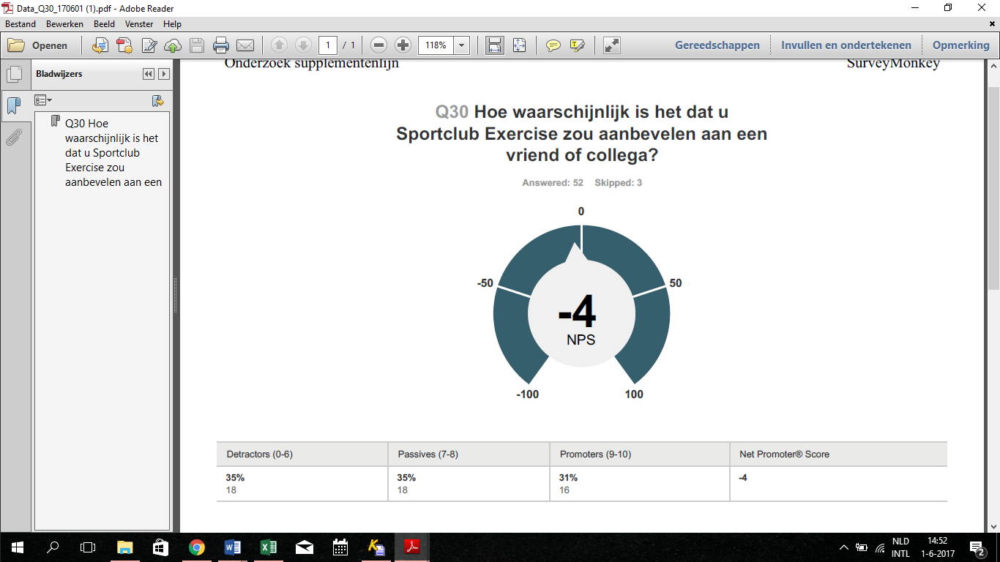 Data_Q30_170601 (1).pdf - Adobe Reader
Bestand Bewerken Beeld Venster Help
Openen 1 / 1 118% Gereedschappen Invullen en ondertekenen Opmerking
Bladwijzers
Q30 Hoe
waarschijnlijk is het
dat u Sportclub
Exercise zou
aanbevelen aan een
Onderzoek supplementenlijn SurveyMonkey
Q30 Hoe waarschijnlijk is het dat u
Sportclub Exercise zou aanbevelen aan een
vriend of collega?
Answered: 52 Skipped: 3
0
-50 50
-4
NPS
-100 100
Detractors (0-6) Passives (7-8) Promoters (9-10) Net Promoter® Score
35% 35% 31% -4
18 18 16
NLD 14:52
INTL 1-6-2017 2